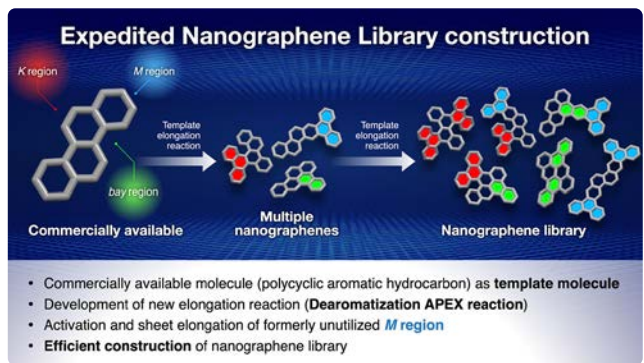 Expedited Nanographene Library construction
K region
M region
bay region
Template
elongation
reaction
Template
elongation
reaction
Commercially available
Multiple
nanographenes
Nanographene library
• Commercially available molecule (polycyclic aromatic hydrocarbon) as template molecule
• Development of new elongation reaction (Dearomatization APEX reaction)
• Activation and sheet elongation of formerly unutilized M region
• Efficient construction of nanographene library